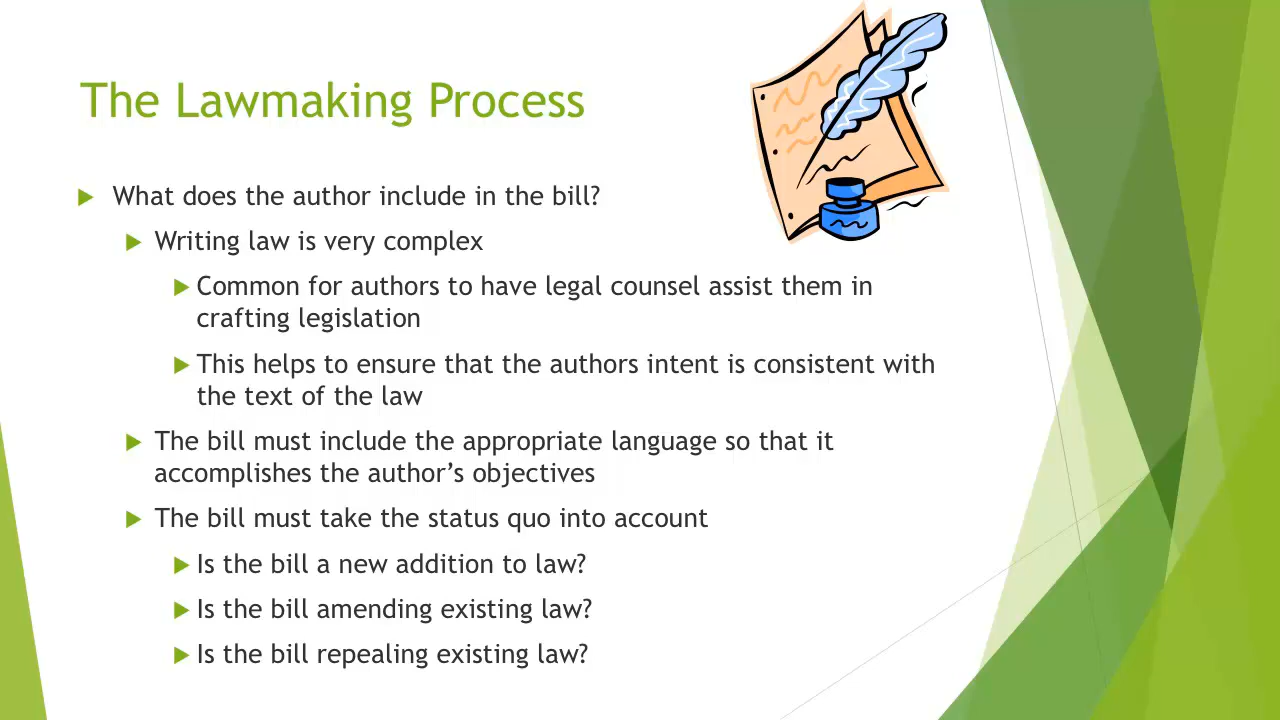 The Lawmaking Process
What does the author include in the bill?
Writing law is very complex
Common for authors to have legal counsel assist them in
crafting legislation
This helps to ensure that the authors intent is consistent with
the text of the law
The bill must include the appropriate language so that it
accomplishes the author’s objectives
The bill must take the status quo into account
Is the bill a new addition to law?
Is the bill amending existing law?
Is the bill repealing existing law?